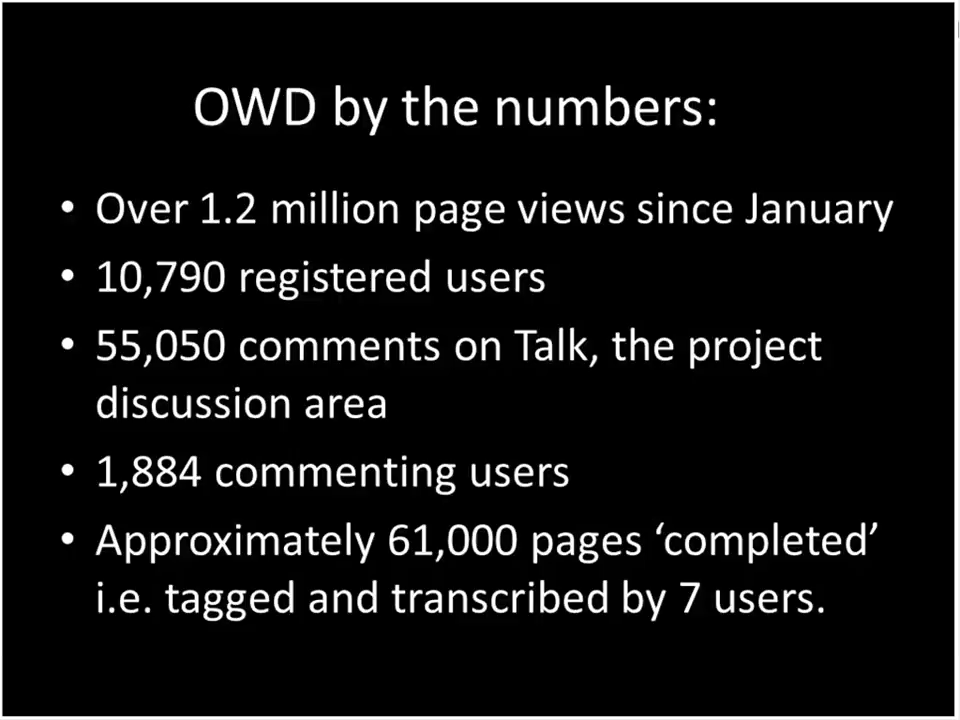 OWD by the numbers:
• Over 1.2 million page views since January
• 10,790 registered users
• 55,050 comments on Talk, the project
discussion area
• 1,884 commenting users
• Approximately 61,000 pages ‘completed’
i.e. tagged and transcribed by 7 users.